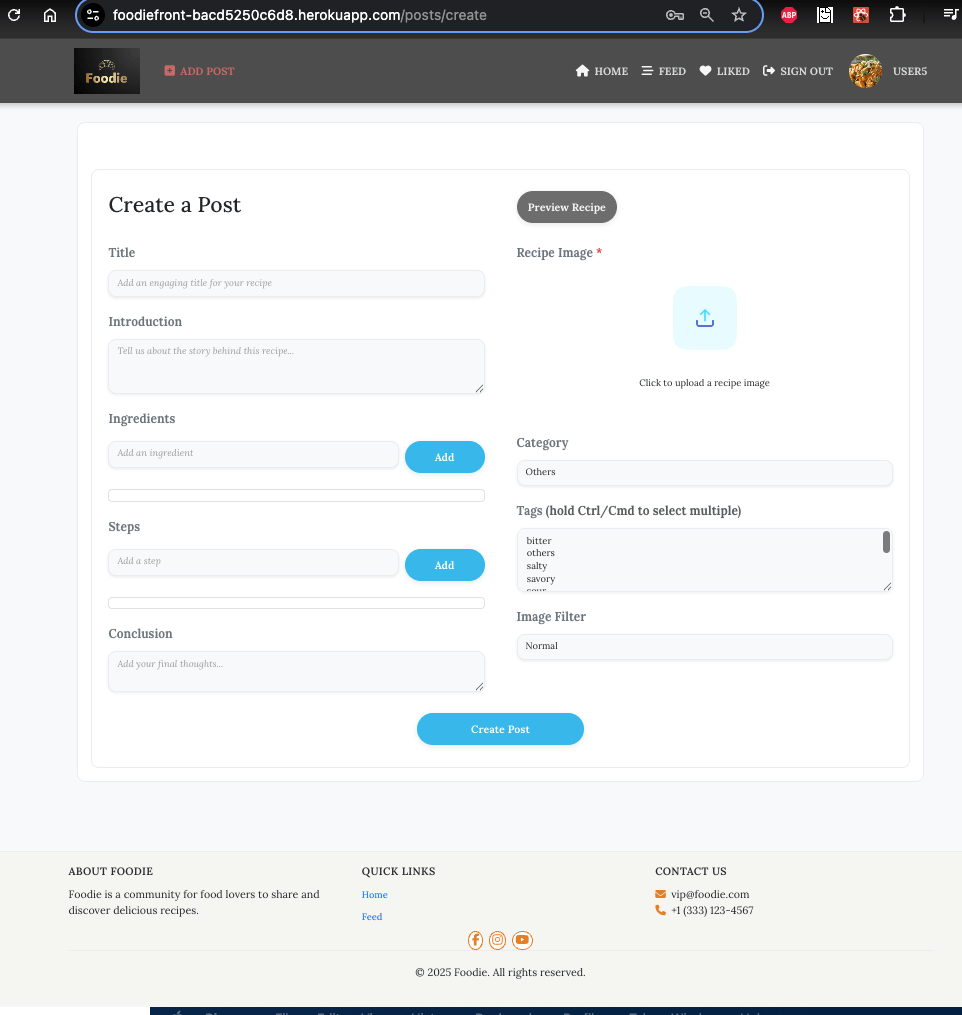 foodiefront-bacd5250c6d8.herokuapp.com/posts/create
ABP
Foodie
ADD POST
HOME
FEED
LIKED
SIGN OUT
USER5
Create a Post
Title
Add an engaging title for your recipe
Introduction
Tell us about the story behind this recipe...
Ingredients
Add an ingredient
Add
Steps
Add a step
Add
Conclusion
Add your final thoughts...
Preview Recipe
Recipe Image *
Click to upload a recipe image
Category
Others
Tags (hold Ctrl/Cmd to select multiple)
bitter
others
salty
savory
sour
Image Filter
Normal
Create Post
ABOUT FOODIE
Foodie is a community for food lovers to share and
discover delicious recipes.
QUICK LINKS
Home
Feed
CONTACT US
vip@foodie.com
+1 (333) 123-4567
© 2025 Foodie. All rights reserved.